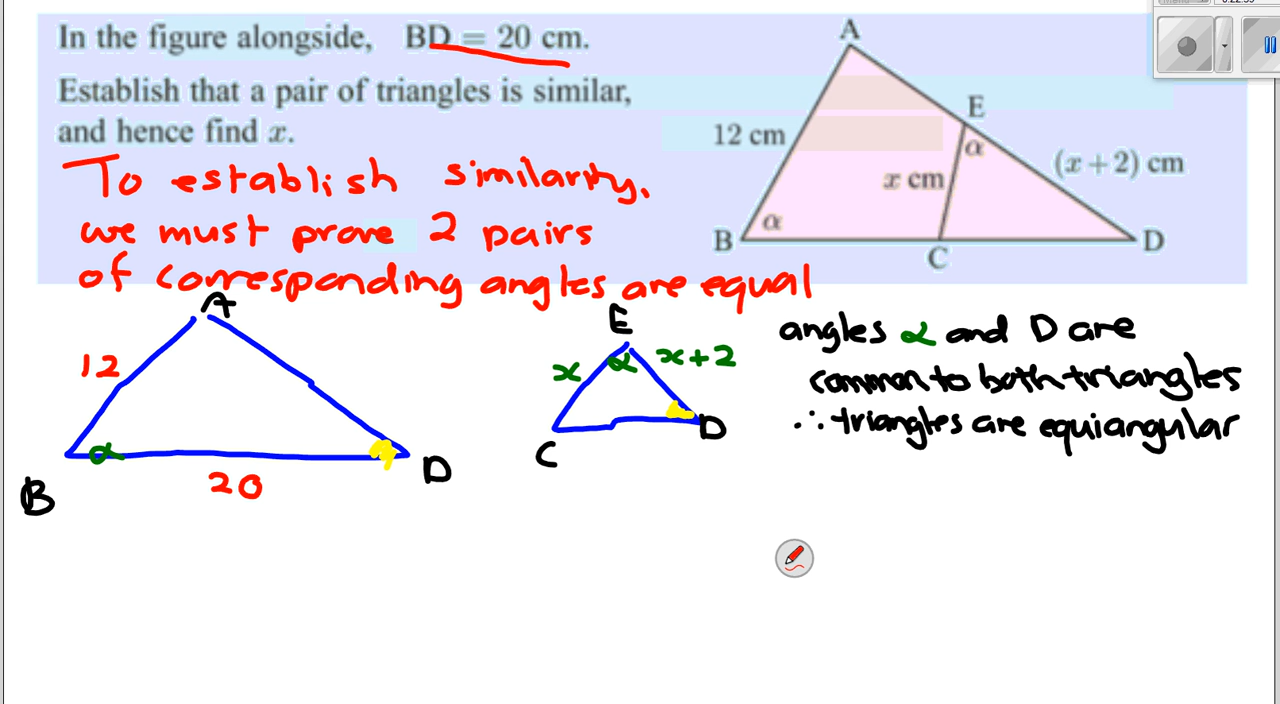 In the figure alongside, BD = 20 cm.
Establish that a pair of triangles is similar,
and hence find x.
A
E
α
12 cm
(x + 2) cm
x cm
α
B
C
D
To establish similarity,
we must prove 2 pairs
of corresponding angles are equal
A
12
α
B
20
D
E
x
α
x+2
C
D
angles α and D are
common to both triangles
∴ triangles are equiangular